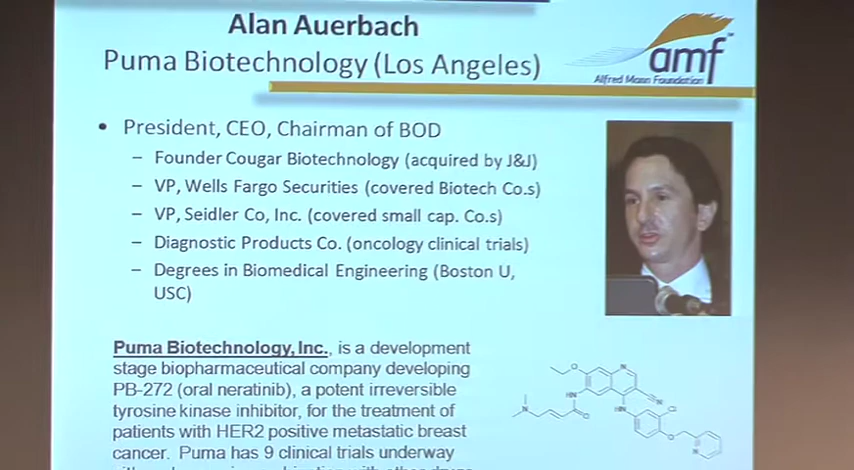 Alan Auerbach
Puma Biotechnology (Los Angeles)
amf
Alfred Mann Foundation
• President, CEO, Chairman of BOD
– Founder Cougar Biotechnology (acquired by J&J)
– VP, Wells Fargo Securities (covered Biotech Co.s)
– VP, Seidler Co, Inc. (covered small cap. Co.s)
– Diagnostic Products Co. (oncology clinical trials)
– Degrees in Biomedical Engineering (Boston U,
USC)
Puma Biotechnology, Inc., is a development
stage biopharmaceutical company developing
PB-272 (oral neratinib), a potent irreversible
tyrosine kinase inhibitor, for the treatment of
patients with HER2 positive metastatic breast
cancer. Puma has 9 clinical trials underway
O
N
CN
HN
N
O
HN
Cl
O
N